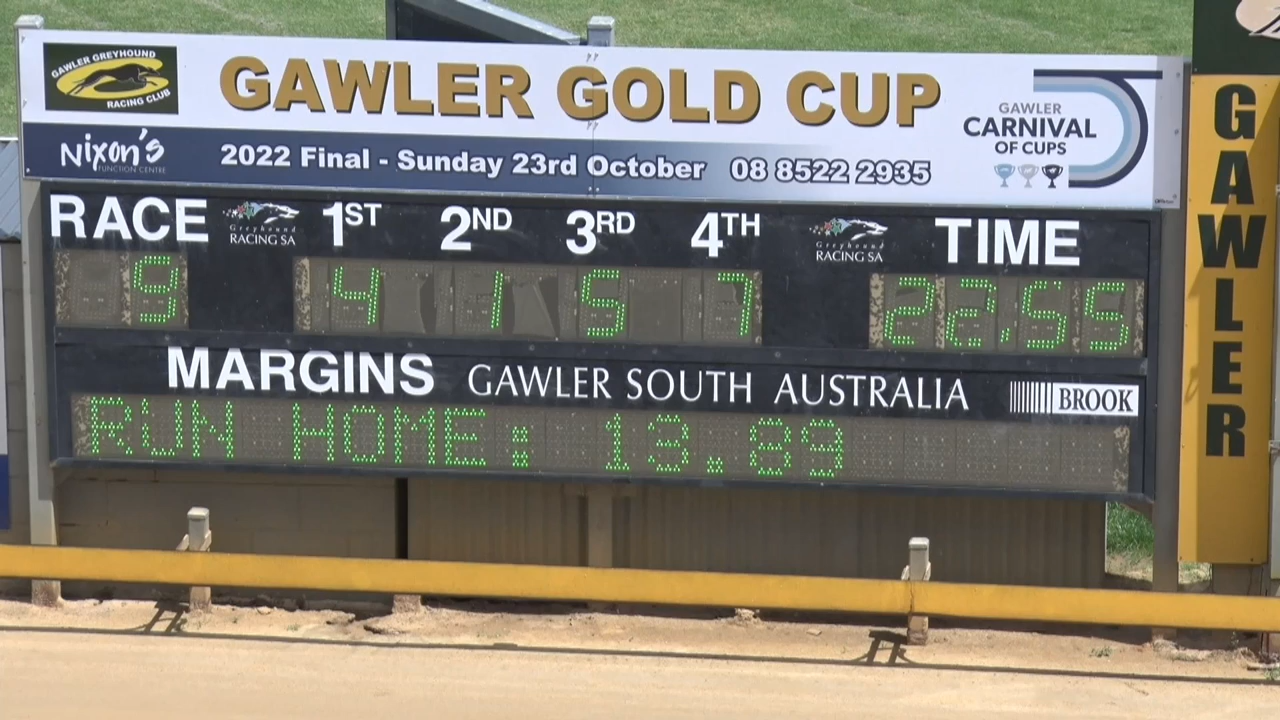 GAWLER GREYHOUND
RACING CLUB
GAWLER GOLD CUP
GAWLER
CARNIVAL
OF CUPS
Nixon's
FUNCTION CENTRE
2022 Final - Sunday 23rd October 08 8522 2935
RACE
Greyhound
RACING SA
1ST 2ND 3RD 4TH
Greyhound
RACING SA
TIME
9 4 1 5 7 22.55
MARGINS GAWLER SOUTH AUSTRALIA BROOK
RUN HOME: 13.89
GAWLER